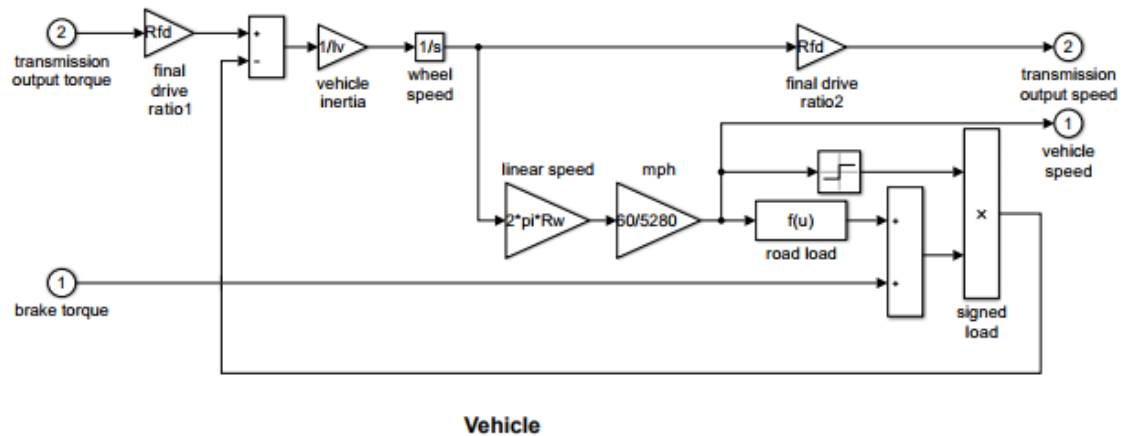 2
transmission
output torque
Rfd
final
drive
ratio1
+
-
1/Iv
vehicle
inertia
1/s
wheel
speed
Rfd
final drive
ratio2
2
transmission
output speed
1
vehicle
speed
linear speed
2*pi*Rw
mph
60/5280
f(u)
road load
+
+
×
signed
load
1
brake torque
Vehicle